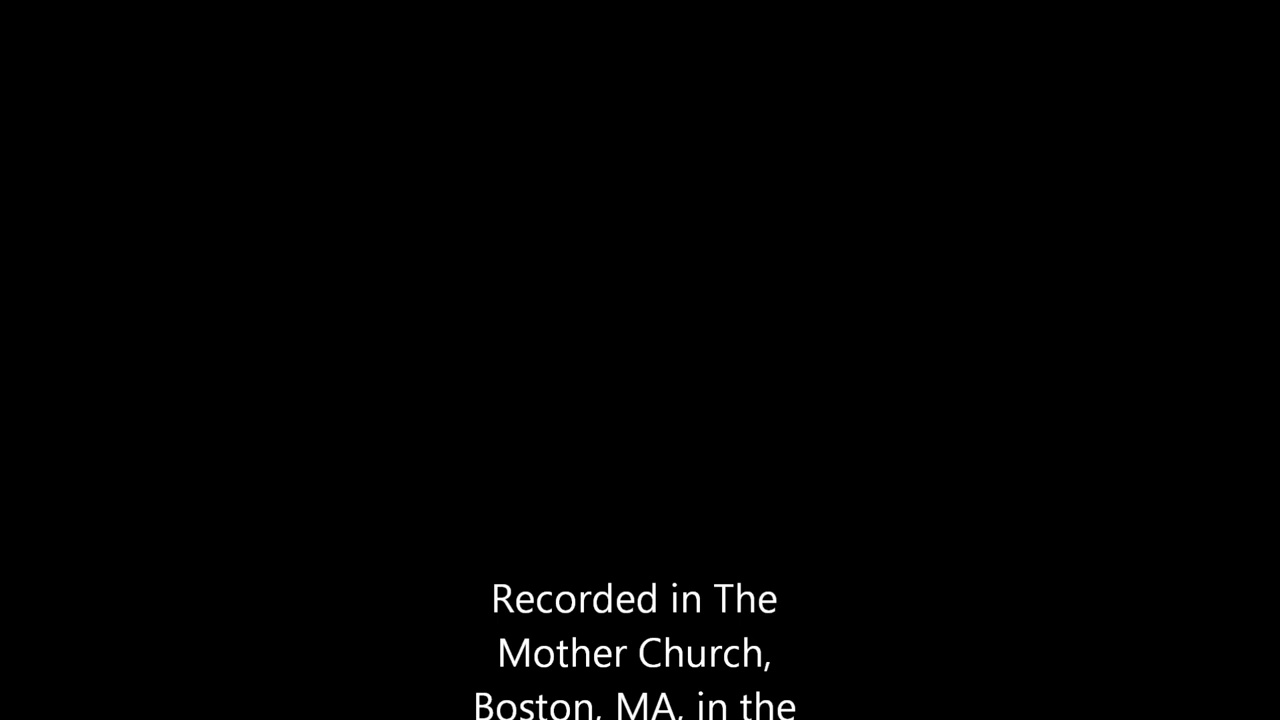 Recorded in The
Mother Church,
Boston, MA, in the